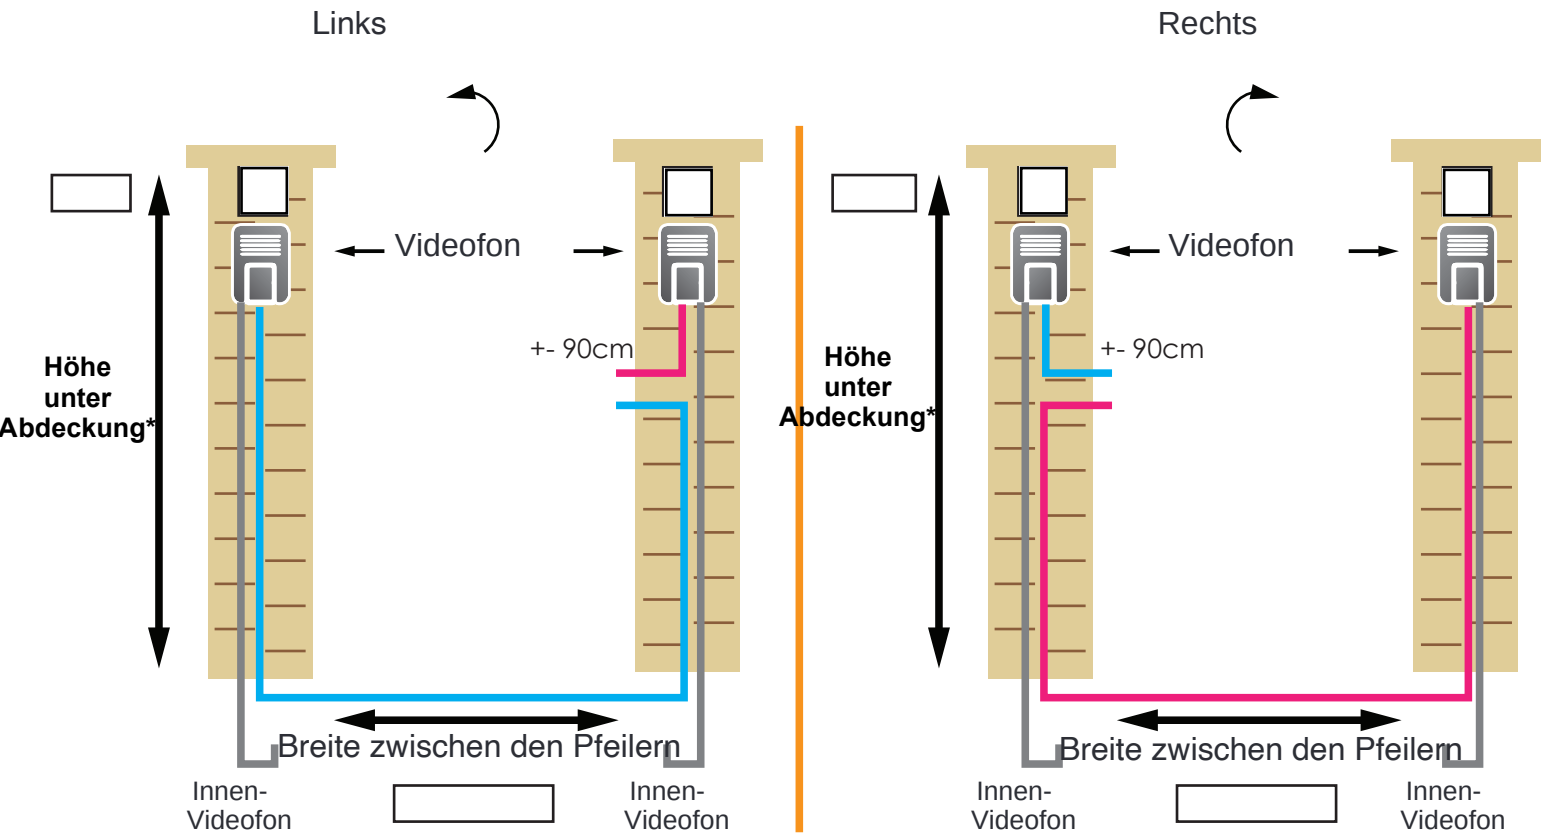 Links
Rechts
Videofon
Videofon
+- 90cm
+- 90cm
Höhe
unter
Abdeckung*
Höhe
unter
Abdeckung*
Breite zwischen den Pfeilern
Breite zwischen den Pfeilern
Innen-
Videofon
Innen-
Videofon
Innen-
Videofon
Innen-
Videofon